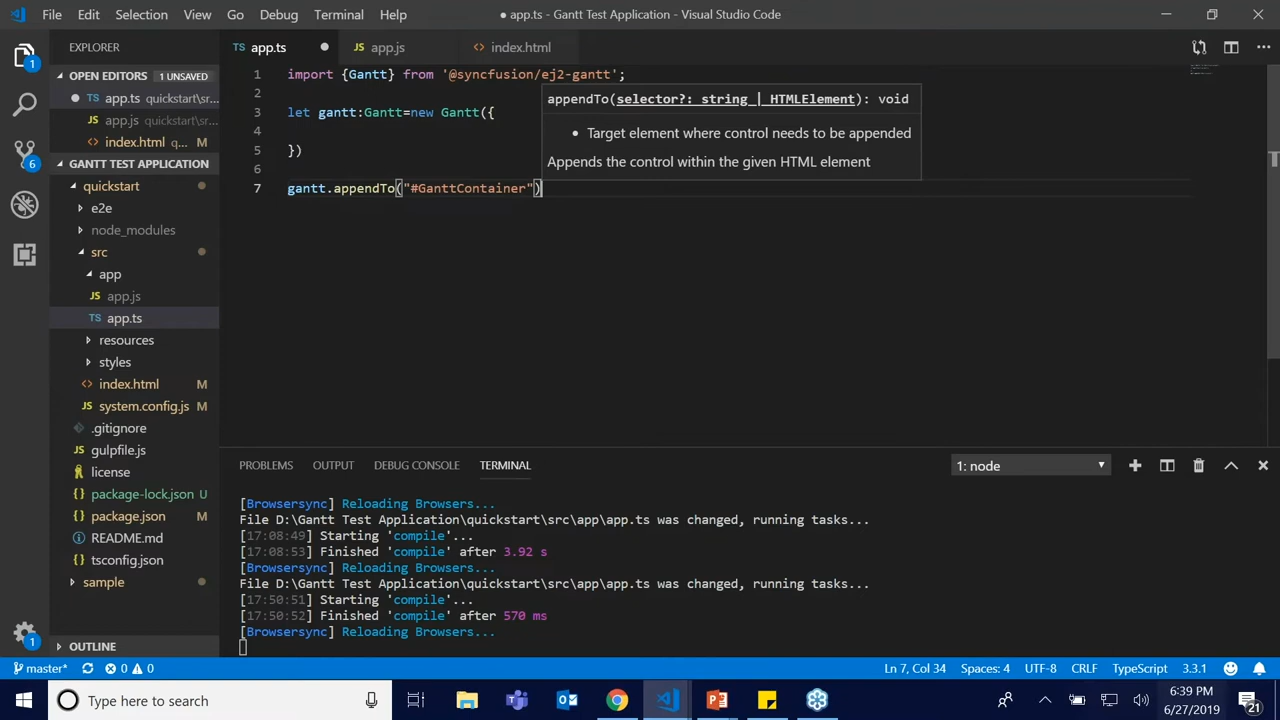 File Edit Selection View Go Debug Terminal Help
● app.ts - Gantt Test Application - Visual Studio Code
EXPLORER
OPEN EDITORS 1 UNSAVED
app.ts quickstart\sr...
app.js quickstart\sr...
index.html q...
GANTT TEST APPLICATION
quickstart
e2e
node_modules
src
app
JS app.js
TS app.ts
resources
styles
index.html M
JS system.config.js M
.gitignore
gulpfile.js
license
package-lock.json U
package.json M
README.md
tsconfig.json
sample
OUTLINE
1
6
1
TS app.ts
JS app.js
index.html
1 import {Gantt} from '@syncfusion/ej2-gantt';
2
3 let gantt:Gantt=new Gantt({
4
5 })
6
7 gantt.appendTo("#GanttContainer")
appendTo(selector?: string | HTMLElement): void
• Target element where control needs to be appended
Appends the control within the given HTML element
PROBLEMS OUTPUT DEBUG CONSOLE TERMINAL
1: node
[Browsersync] Reloading Browsers...
File D:\Gantt Test Application\quickstart\src\app\app.ts was changed, running tasks...
[17:08:49] Starting 'compile'...
[17:08:53] Finished 'compile' after 3.92 s
[Browsersync] Reloading Browsers...
File D:\Gantt Test Application\quickstart\src\app\app.ts was changed, running tasks...
[17:50:51] Starting 'compile'...
[17:50:52] Finished 'compile' after 570 ms
[Browsersync] Reloading Browsers...
master* 0 0
Ln 7, Col 34 Spaces: 4 UTF-8 CRLF TypeScript 3.3.1
Type here to search
6:39 PM
6/27/2019
21